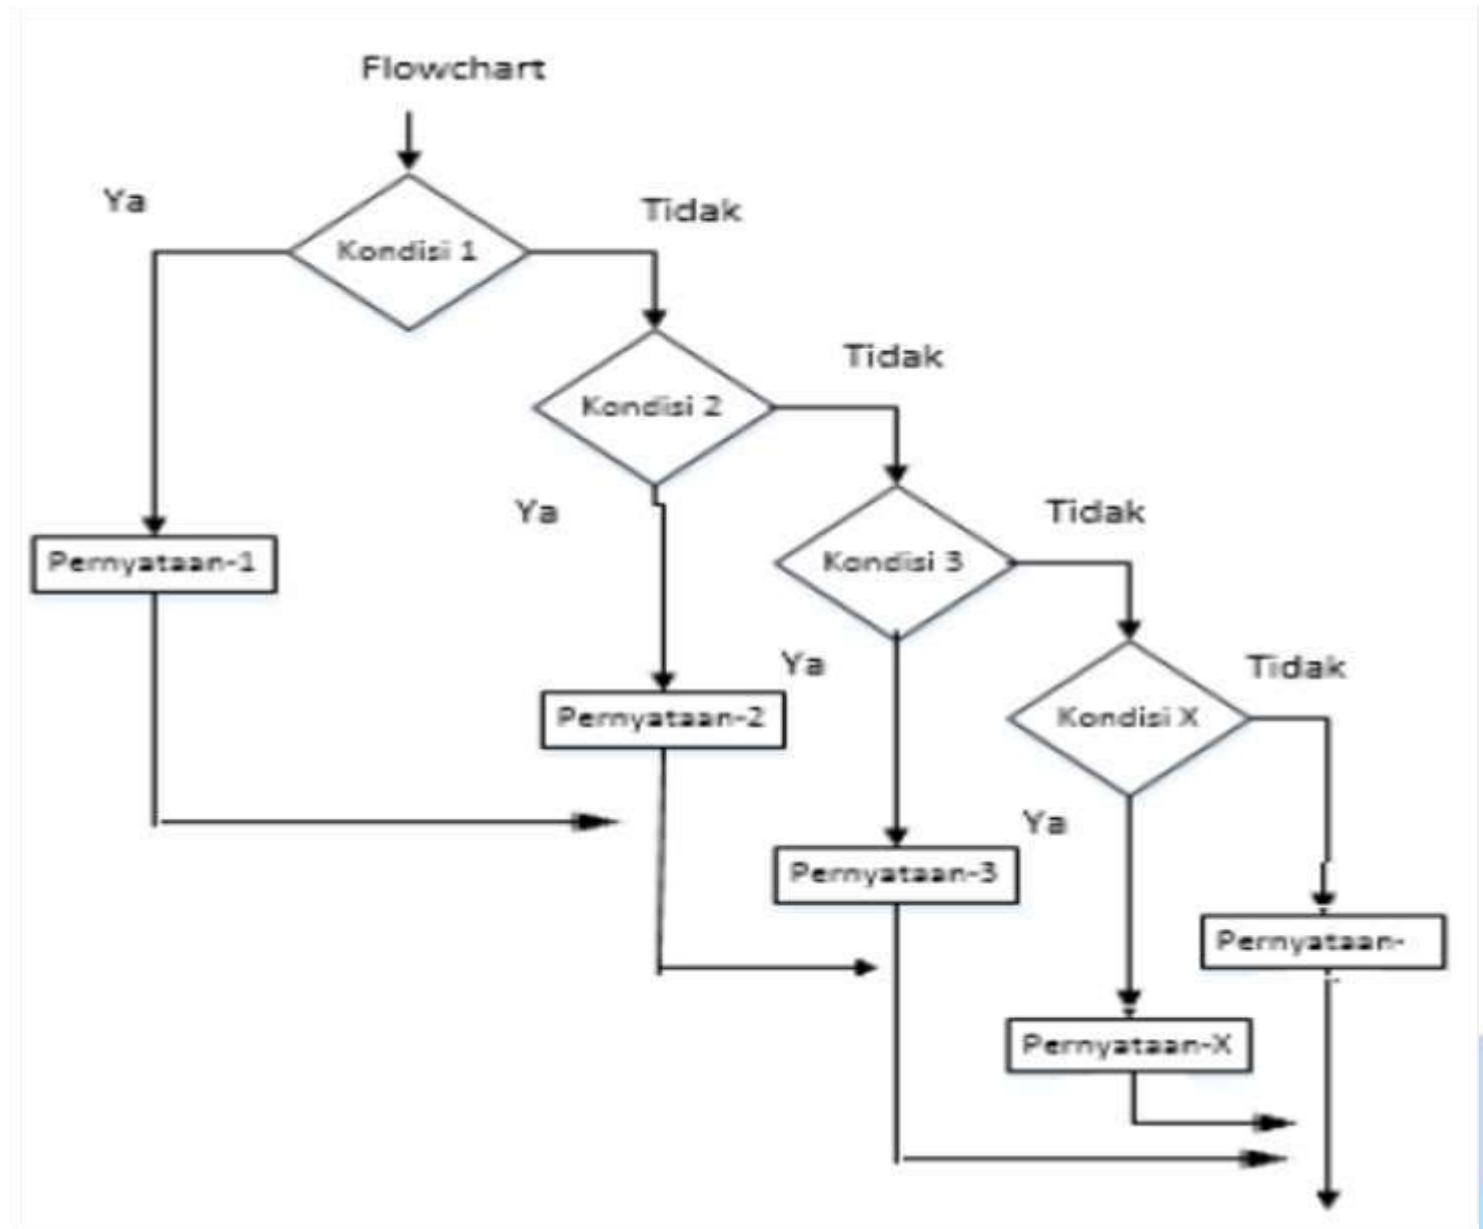 Flowchart
Ya
Tidak
Kondisi 1
Tidak
Kondisi 2
Ya
Tidak
Kondisi 3
Pernyataan-1
Ya
Tidak
Pernyataan-2
Kondisi X
Ya
Pernyataan-3
Pernyataan-
Pernyataan-X